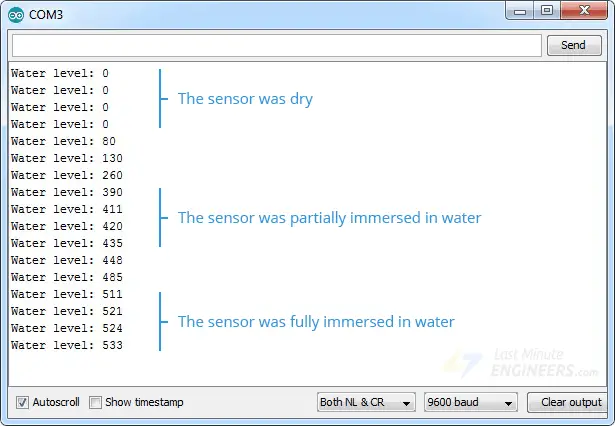 COM3
Send
Water level: 0
Water level: 0
The sensor was dry
Water level: 0
Water level: 0
Water level: 80
Water level: 130
Water level: 260
Water level: 390
Water level: 411
The sensor was partially immersed in water
Water level: 420
Water level: 435
Water level: 448
Water level: 485
Water level: 511
Water level: 521
The sensor was fully immersed in water
Water level: 524
Water level: 533
Last Minute
ENGINEERS.com
Autoscroll Show timestamp Both NL & CR 9600 baud Clear output